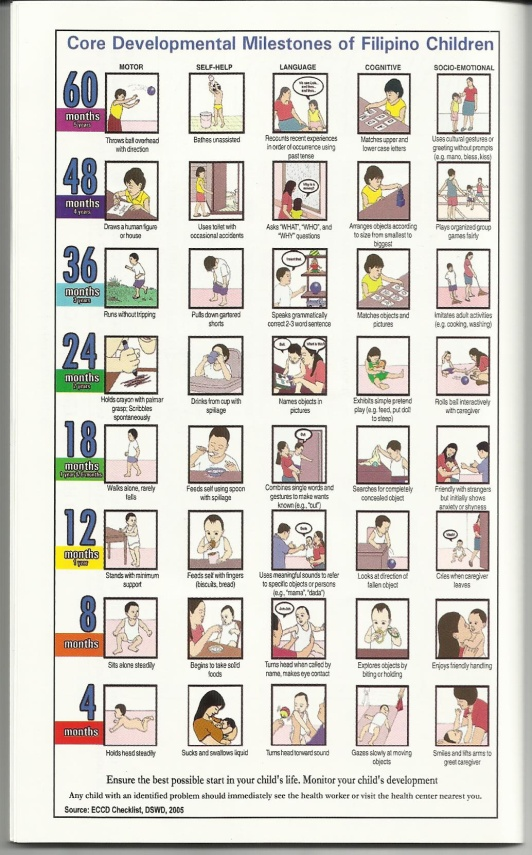 Core Developmental Milestones of Filipino Children
MOTOR SELF-HELP LANGUAGE COGNITIVE SOCIO-EMOTIONAL
60
months
5 years
Throws ball overhead
with direction
Bathes unassisted
Recounts recent experiences
in order of occurrence using
past tense
Matches upper and
lower case letters
Uses cultural gestures or
greeting without prompts
(e.g. mano, bless, kiss)
48
months
4 years
Draws a human figure
or house
Uses toilet with
occasional accidents
Asks "WHAT", "WHO", and
"WHY" questions
Arranges objects according
to size from smallest to
biggest
Plays organized group
games fairly
36
months
3 years
Runs without tripping
Pulls down gartered
shorts
Speaks grammatically
correct 2-3 word sentence
Matches objects and
pictures
Imitates adult activities
(e.g. cooking, washing)
24
months
2 years
Holds crayon with palmar
grasp; Scribbles
spontaneously
Drinks from cup with
spillage
Names objects in
pictures
Exhibits simple pretend
play (e.g. feed, put doll
to sleep)
Rolls ball interactively
with caregiver
18
months
Walks alone, rarely
falls
Feeds self using spoon
with spillage
Combines single words and
gestures to make wants
known (e.g., "out")
Searches for completely
concealed object
Friendly with strangers
but initially shows
anxiety or shyness
12
months
1 year
Stands with minimum
support
Feeds self with fingers
(biscuits, bread)
Uses meaningful sounds to refer
to specific objects or persons
(e.g., "mama", "dada")
Looks at direction of
fallen object
Cries when caregiver
leaves
8
months
Sits alone steadily
Begins to take solid
foods
Turns head when called by
name, makes eye contact
Explores objects by
biting or holding
Enjoys friendly handling
4
months
Holds head steadily
Sucks and swallows liquid
Turns head toward sound
Gazes slowly at moving
objects
Smiles and lifts arms to
greet caregiver
Ensure the best possible start in your child's life. Monitor your child's development
Any child with an identified problem should immediately see the health worker or visit the health center nearest you.
Source: ECCD Checklist, DSWD, 2005